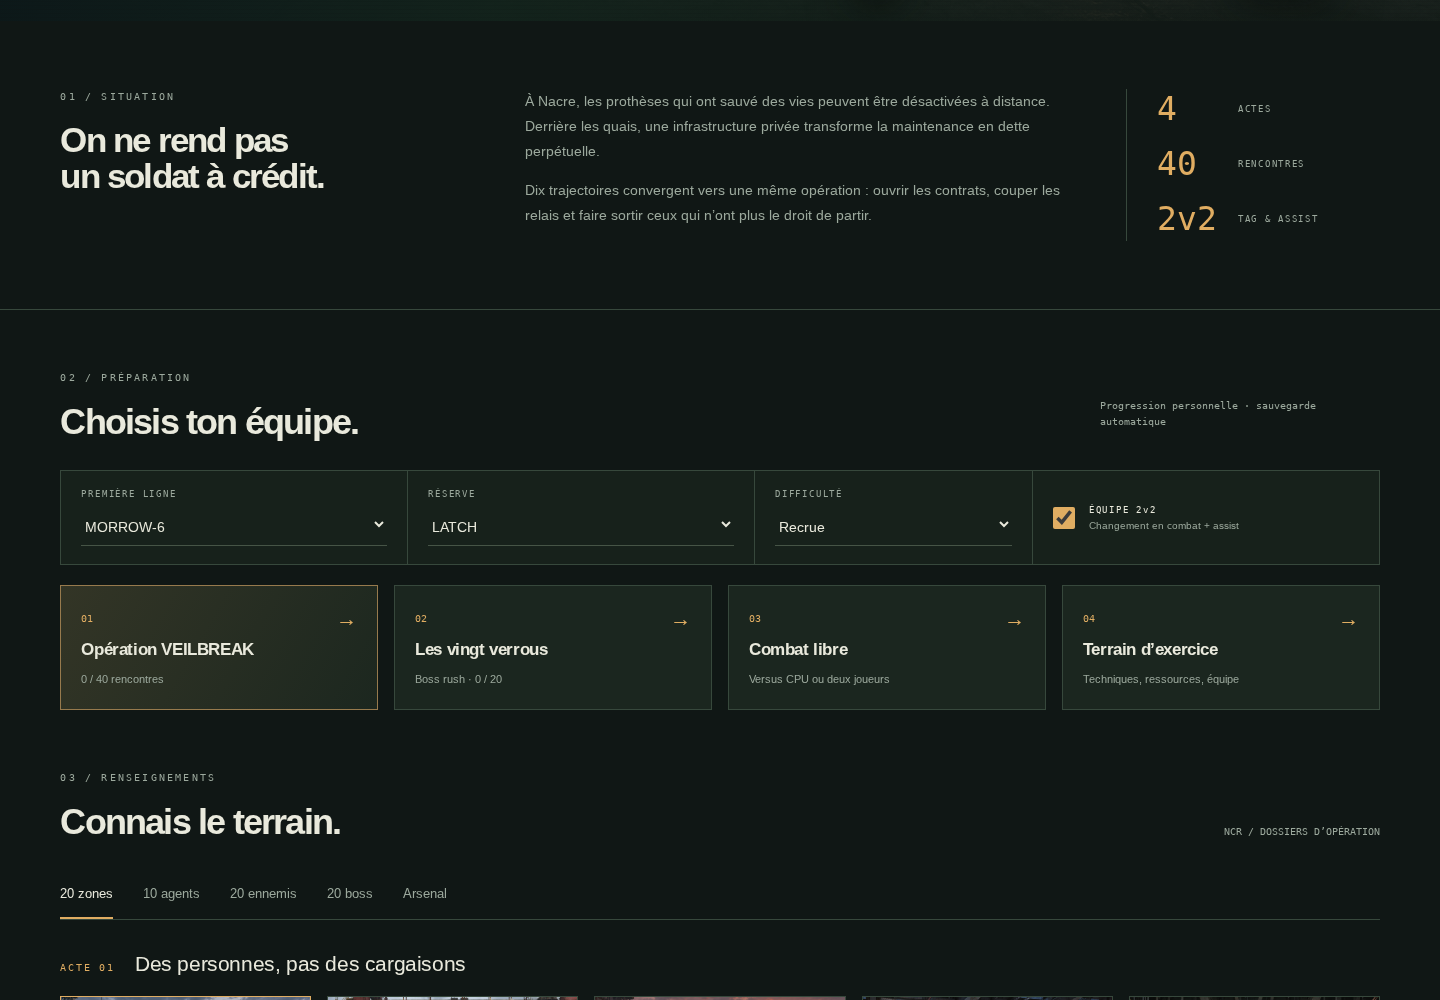 01 / SITUATION
On ne rend pas
un soldat à crédit.
À Nacre, les prothèses qui ont sauvé des vies peuvent être désactivées à distance.
Derrière les quais, une infrastructure privée transforme la maintenance en dette
perpétuelle.
Dix trajectoires convergent vers une même opération : ouvrir les contrats, couper les
relais et faire sortir ceux qui n’ont plus le droit de partir.
4 ACTES
40 RENCONTRES
2v2 TAG & ASSIST
02 / PRÉPARATION
Choisis ton équipe.
Progression personnelle · sauvegarde
automatique
PREMIÈRE LIGNE
MORROW-6
RÉSERVE
LATCH
DIFFICULTÉ
Recrue
ÉQUIPE 2v2
Changement en combat + assist
01 →
Opération VEILBREAK
0 / 40 rencontres
02 →
Les vingt verrous
Boss rush · 0 / 20
03 →
Combat libre
Versus CPU ou deux joueurs
04 →
Terrain d’exercice
Techniques, ressources, équipe
03 / RENSEIGNEMENTS
Connais le terrain.
NCR / DOSSIERS D’OPÉRATION
20 zones 10 agents 20 ennemis 20 boss Arsenal
ACTE 01 Des personnes, pas des cargaisons